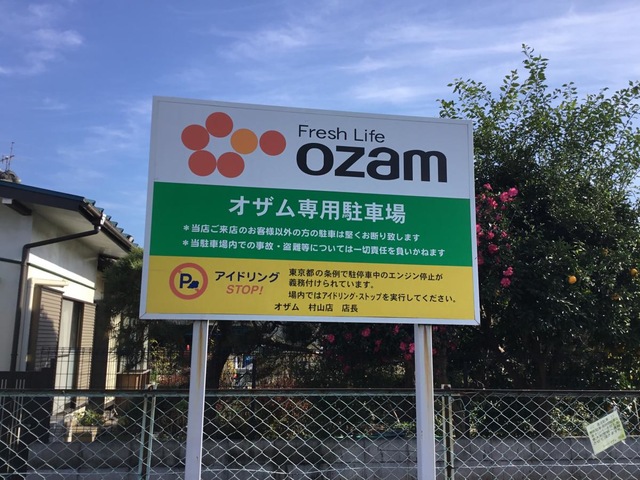 Fresh Life
ozam
オザム専用駐車場
＊当店ご来店のお客様以外の方の駐車は堅くお断り致します
＊当駐車場内での事故・盗難等については一切責任を負いかねます
P
アイドリング
STOP!
東京都の条例で駐停車中のエンジン停止が
義務付けられています。
場内ではアイドリング・ストップを実行してください。
オザム 村山店 店長